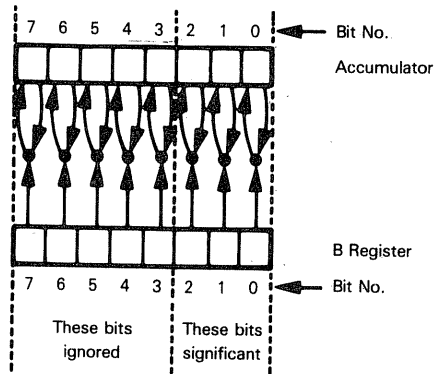 7 6 5 4 3 2 1 0 Bit No.
Accumulator
B Register
7 6 5 4 3 2 1 0 Bit No.
These bits ignored
These bits significant